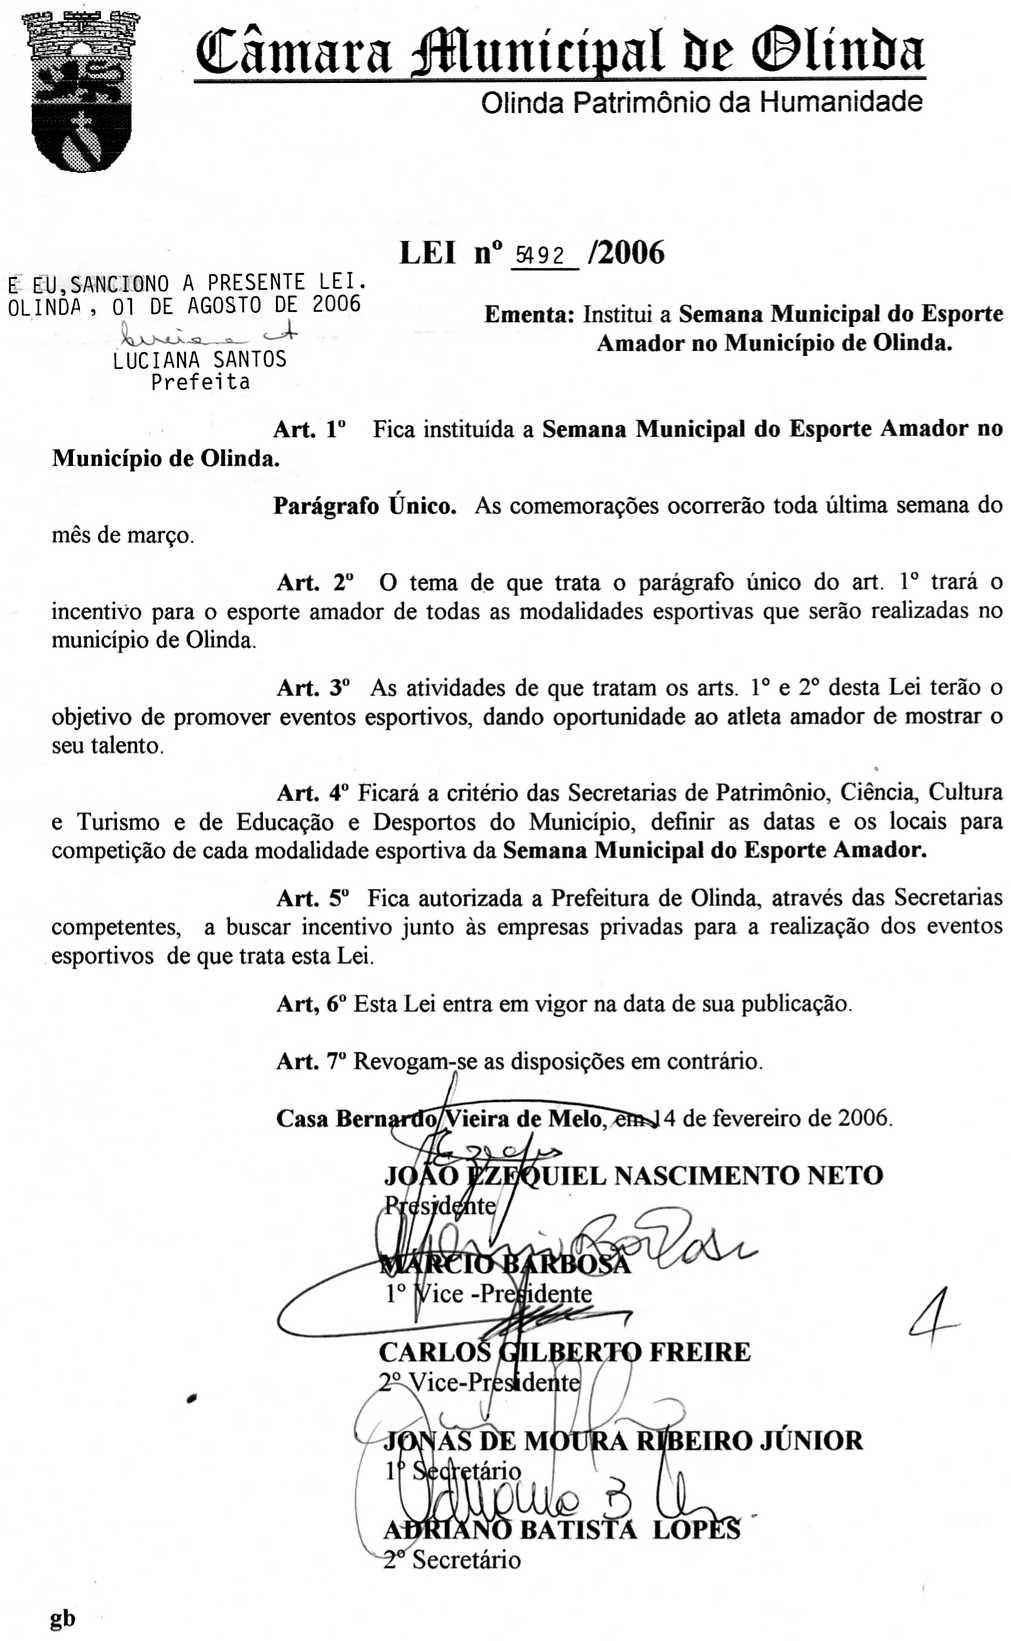 Câmara Municipal de Olinda
Olinda Patrimônio da Humanidade
LEI nº 5492 /2006
E EU, SANCIONO A PRESENTE LEI.
OLINDA, 01 DE AGOSTO DE 2006
LUCIANA SANTOS
Prefeita
Ementa: Institui a Semana Municipal do Esporte
Amador no Município de Olinda.
Art. 1º Fica instituída a Semana Municipal do Esporte Amador no
Município de Olinda.
Parágrafo Único. As comemorações ocorrerão toda última semana do
mês de março.
Art. 2º O tema de que trata o parágrafo único do art. 1º trará o
incentivo para o esporte amador de todas as modalidades esportivas que serão realizadas no
município de Olinda.
Art. 3º As atividades de que tratam os arts. 1º e 2º desta Lei terão o
objetivo de promover eventos esportivos, dando oportunidade ao atleta amador de mostrar o
seu talento.
Art. 4º Ficará a critério das Secretarias de Patrimônio, Ciência, Cultura
e Turismo e de Educação e Desportos do Município, definir as datas e os locais para
competição de cada modalidade esportiva da Semana Municipal do Esporte Amador.
Art. 5º Fica autorizada a Prefeitura de Olinda, através das Secretarias
competentes, a buscar incentivo junto às empresas privadas para a realização dos eventos
esportivos de que trata esta Lei.
Art, 6º Esta Lei entra em vigor na data de sua publicação.
Art. 7º Revogam-se as disposições em contrário.
Casa Bernardo Vieira de Melo, em 14 de fevereiro de 2006.
JOÃO EZEQUIEL NASCIMENTO NETO
Presidente
MÁRCIO BARBOSA
1º Vice -Presidente
CARLOS GILBERTO FREIRE
2º Vice-Presidente
JONAS DE MOURA RIBEIRO JÚNIOR
1º Secretário
ADRIANO BATISTA LOPES
2º Secretário
gb